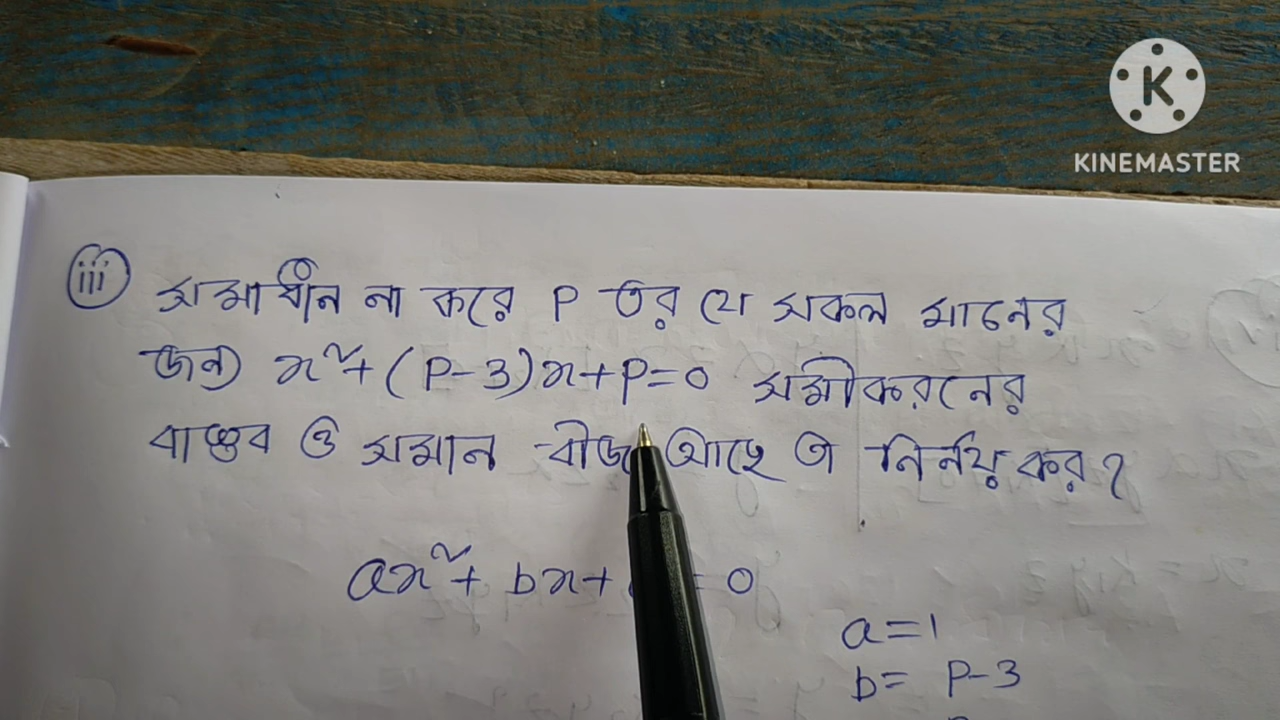 KINEMASTER
iii সমাধান না করে P এর যে সকল মানের
জন্য x²+(P-3)x+P=0 সমীকরনের
বাস্তব ও সমান বীজ আছে তা নির্নয় কর?
ax²+ bx+ =0
a=1
b= P-3